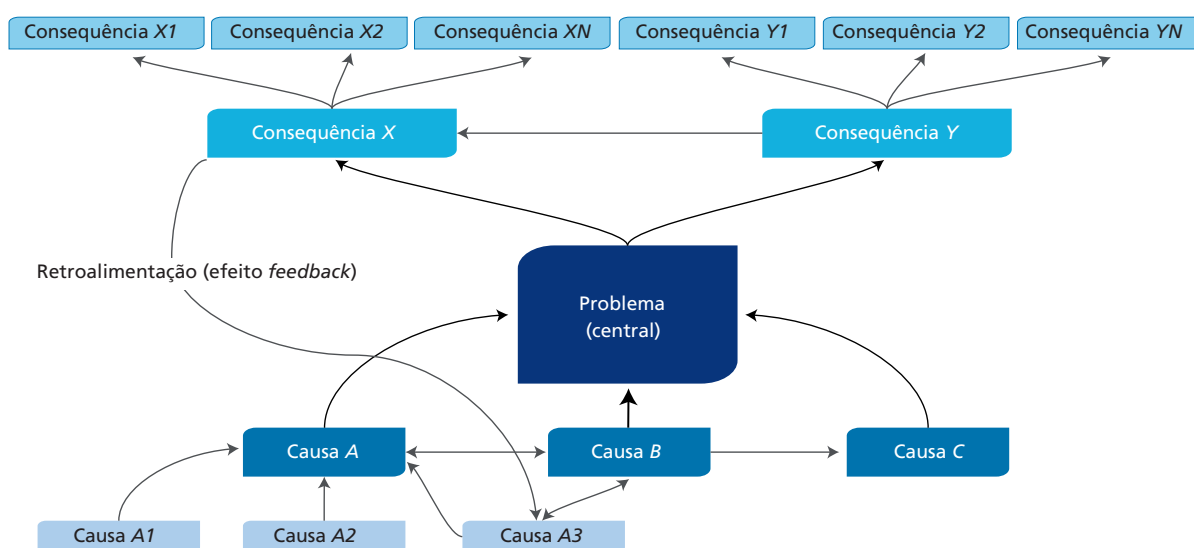 Consequência X1
Consequência X2
Consequência XN
Consequência Y1
Consequência Y2
Consequência YN
Consequência X
Consequência Y
Retroalimentação (efeito feedback)
Problema
(central)
Causa A
Causa B
Causa C
Causa A1
Causa A2
Causa A3